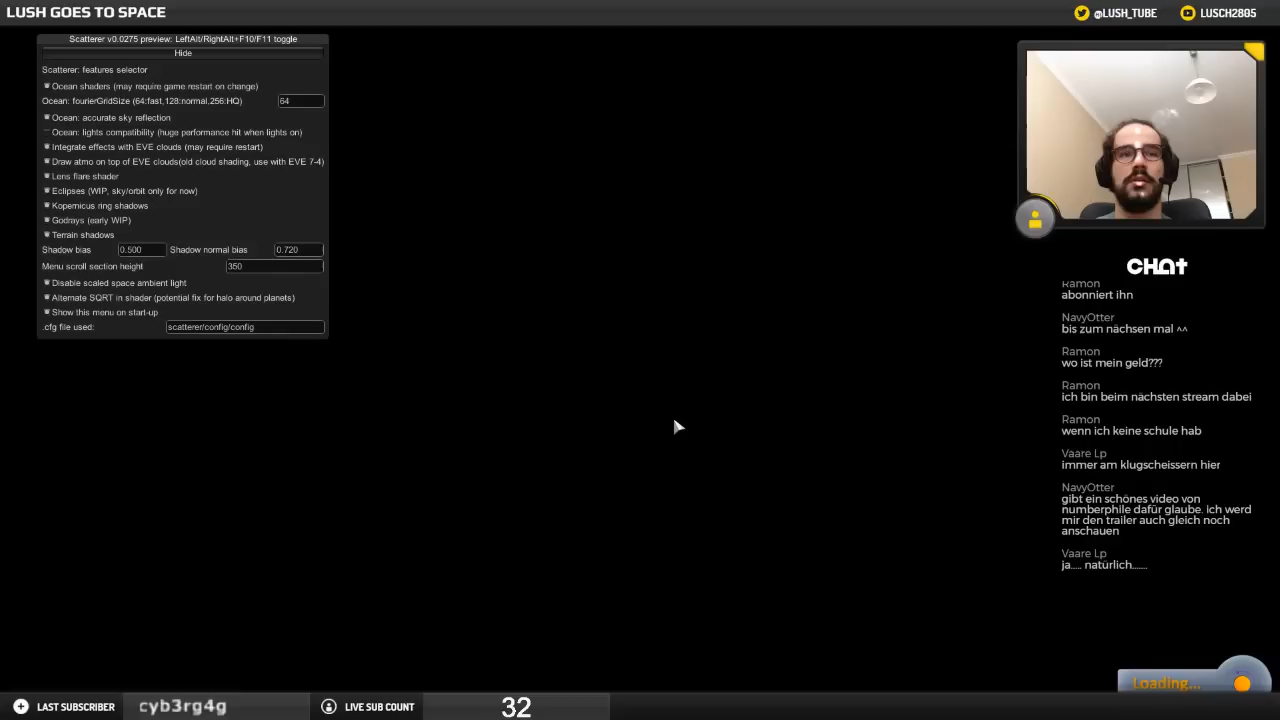 LUSH GOES TO SPACE
@LUSH_TUBE
LUSCH2805
Scatterer v0.0275 preview: LeftAlt/RightAlt+F10/F11 toggle
Hide
Scatterer: features selector
Ocean shaders (may require game restart on change)
Ocean: fourierGridSize (64:fast,128:normal,256:HQ) 64
Ocean: accurate sky reflection
Ocean: lights compatibility (huge performance hit when lights on)
Integrate effects with EVE clouds (may require restart)
Draw atmo on top of EVE clouds(old cloud shading, use with EVE 7-4)
Lens flare shader
Eclipses (WIP, sky/orbit only for now)
Kopernicus ring shadows
Godrays (early WIP)
Terrain shadows
Shadow bias 0.500 Shadow normal bias 0.720
Menu scroll section height 350
Disable scaled space ambient light
Alternate SQRT in shader (potential fix for halo around planets)
Show this menu on start-up
.cfg file used: scatterer/config/config
CHAt
Ramon
abonniert ihn
NavyOtter
bis zum nächsen mal ^^
Ramon
wo ist mein geld???
Ramon
ich bin beim nächsten stream dabei
Ramon
wenn ich keine schule hab
Vaare Lp
immer am klugscheissern hier
NavyOtter
gibt ein schönes video von
numberphile dafür glaube. ich werd
mir den trailer auch gleich noch
anschauen
Vaare Lp
ja..... natürlich.......
Loading...
LAST SUBSCRIBER
cyb3rg4g
LIVE SUB COUNT
32